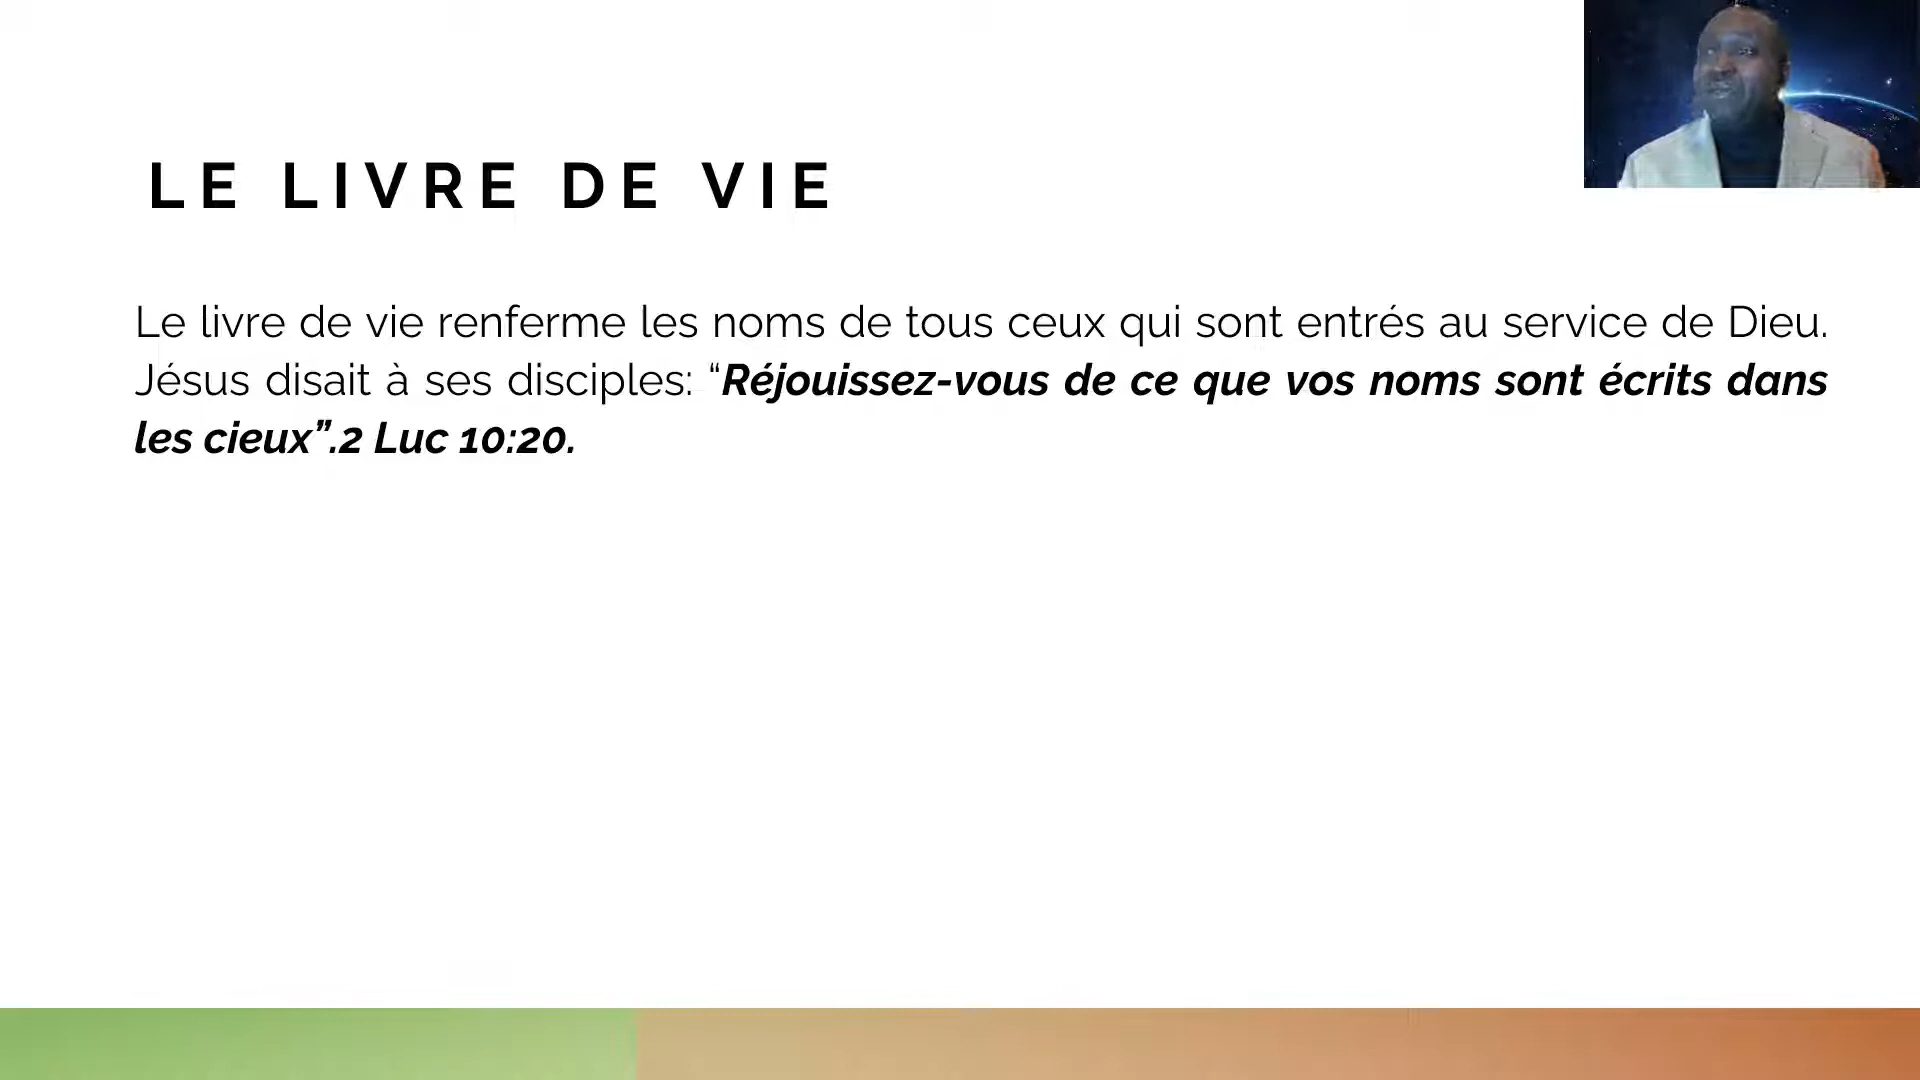 LE LIVRE DE VIE
Le livre de vie renferme les noms de tous ceux qui sont entrés au service de Dieu.
Jésus disait à ses disciples: “Réjouissez-vous de ce que vos noms sont écrits dans
les cieux”.2 Luc 10:20.